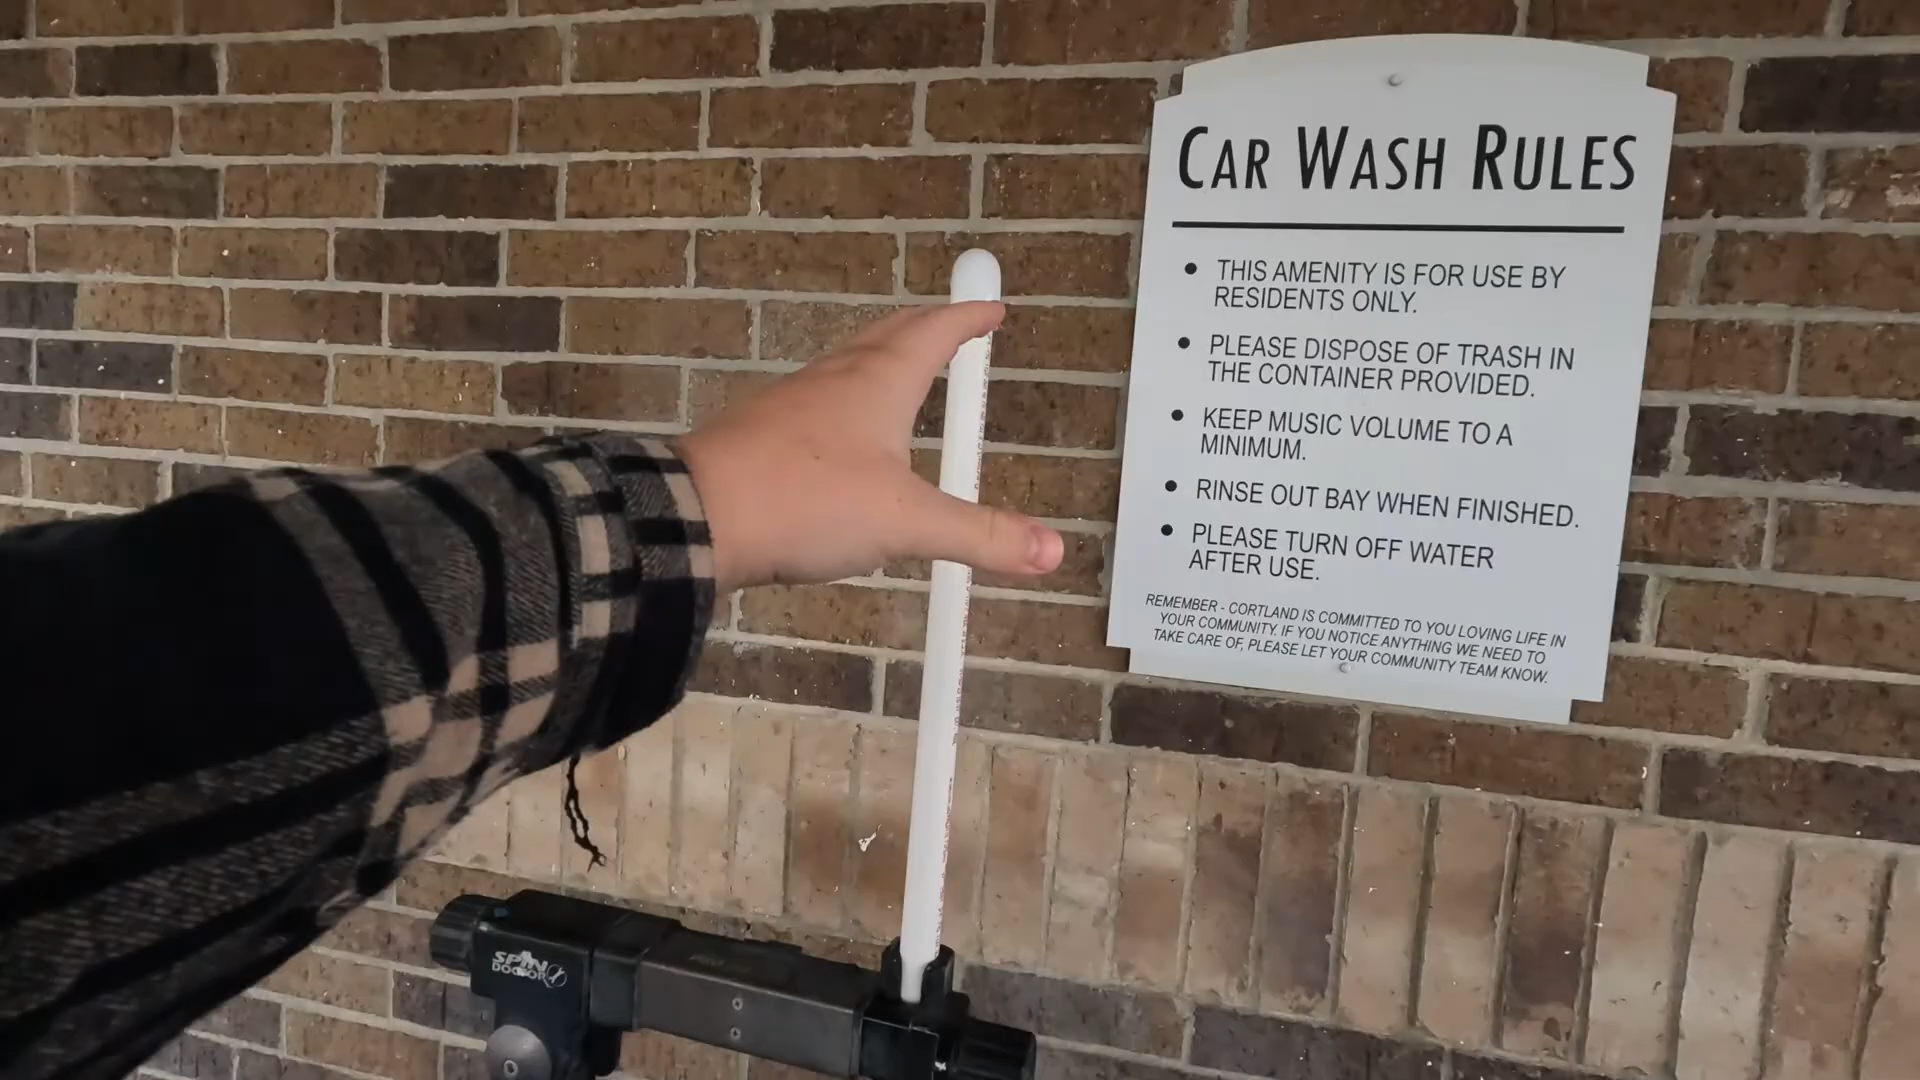 CAR WASH RULES
• THIS AMENITY IS FOR USE BY
RESIDENTS ONLY.
• PLEASE DISPOSE OF TRASH IN
THE CONTAINER PROVIDED.
• KEEP MUSIC VOLUME TO A
MINIMUM.
• RINSE OUT BAY WHEN FINISHED.
• PLEASE TURN OFF WATER
AFTER USE.
REMEMBER - CORTLAND IS COMMITTED TO YOU LOVING LIFE IN
YOUR COMMUNITY. IF YOU NOTICE ANYTHING WE NEED TO
TAKE CARE OF, PLEASE LET YOUR COMMUNITY TEAM KNOW.
SPIN
DOCTOR